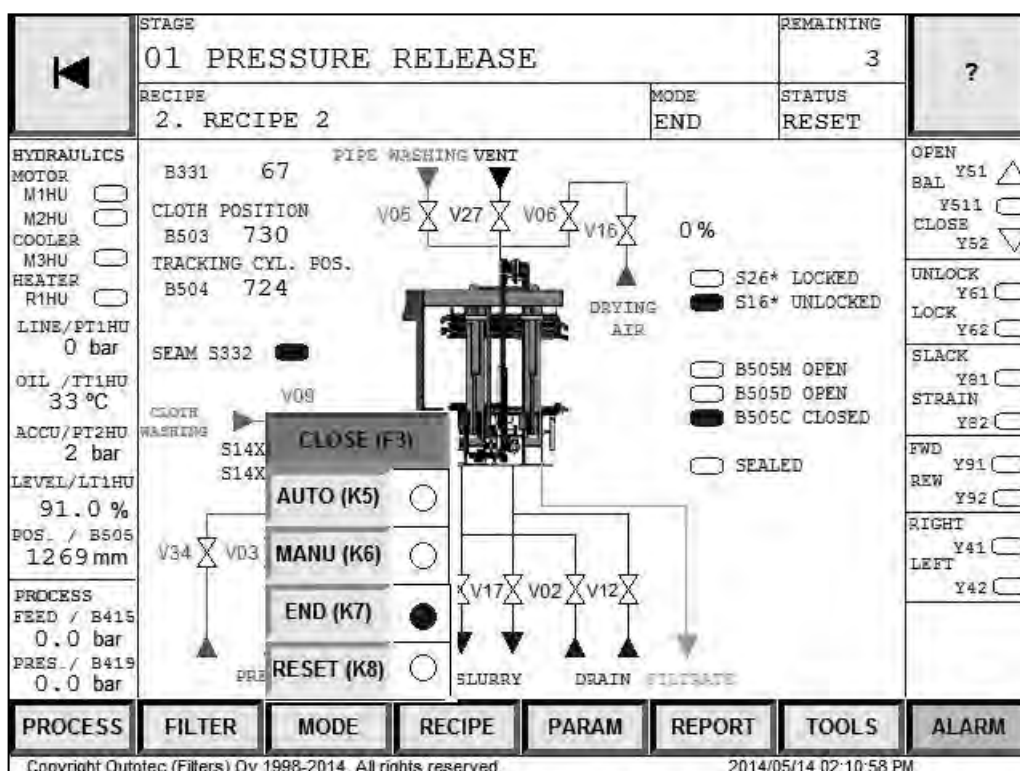 STAGE
01 PRESSURE RELEASE
REMAINING
3
?
RECIPE
2. RECIPE 2
MODE
END
STATUS
RESET
HYDRAULICS
MOTOR
M1HU
M2HU
COOLER
M3HU
HEATER
R1HU
LINE/PT1HU
0 bar
OIL /TT1HU
33 ºC
ACCU/PT2HU
2 bar
LEVEL/LT1HU
91.0 %
POS. / B505
1269 mm
PROCESS
FEED / B415
0.0 bar
PRES./ B419
0.0 bar
B331 67
CLOTH POSITION
B503 730
TRACKING CYL. POS.
B504 724
SEAM S332
PIPE WASHING VENT
V05 V27 V06 V16
0 %
DRYING
AIR
S26* LOCKED
S16* UNLOCKED
B505M OPEN
B505D OPEN
B505C CLOSED
SEALED
V09
CLOTH
WASHING
S14X
S14X
CLOSE (F3)
AUTO (K5)
MANU (K6)
END (K7)
RESET (K8)
V34 V03
V17 V02 V12
PRE
SLURRY DRAIN FILTRATE
OPEN
Y51
BAL
Y511
CLOSE
Y52
UNLOCK
Y61
LOCK
Y62
SLACK
Y81
STRAIN
Y82
FWD
Y91
REW
Y92
RIGHT
Y41
LEFT
Y42
PROCESS FILTER MODE RECIPE PARAM REPORT TOOLS ALARM
Copyright Outotec (Filters) Oy 1998-2014. All rights reserved. 2014/05/14 02:10:58 PM